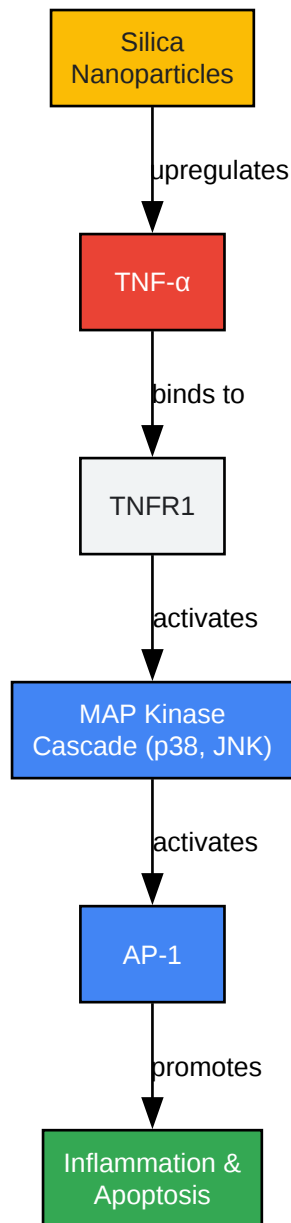 Silica
Nanoparticles
upregulates
TNF-α
binds to
TNFR1
activates
MAP Kinase
Cascade (p38, JNK)
activates
AP-1
promotes
Inflammation &
Apoptosis